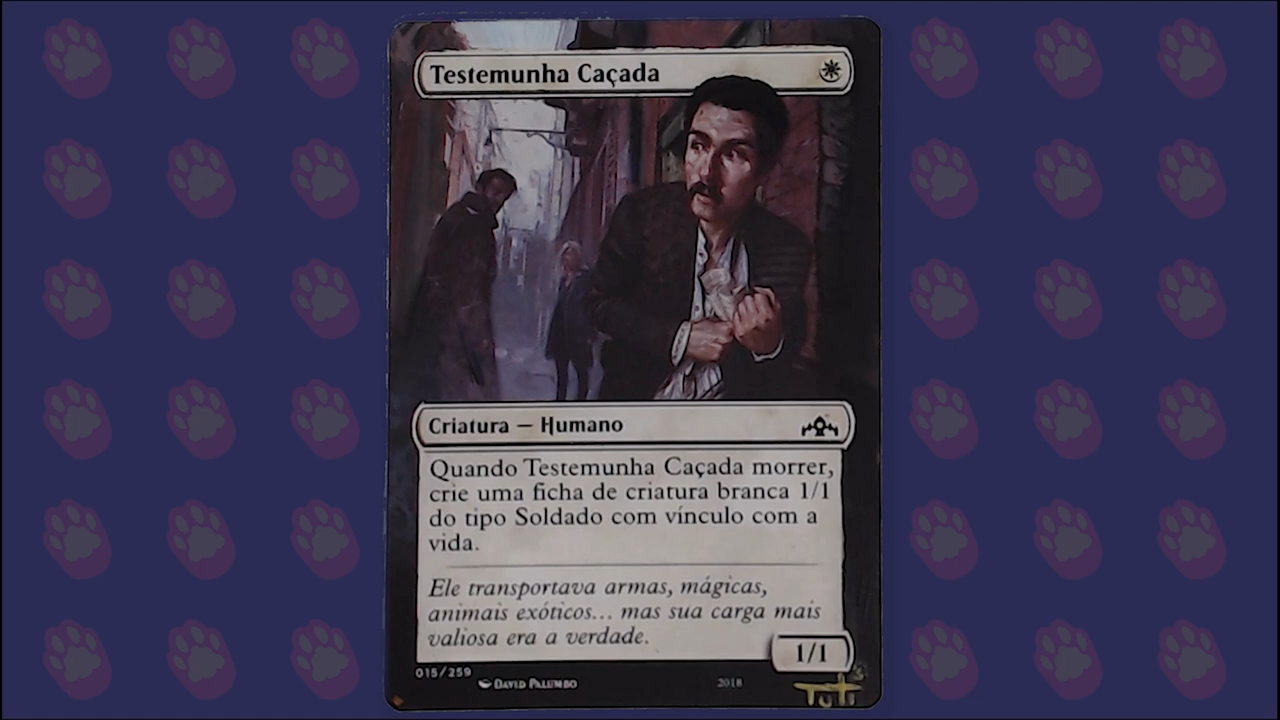 Testemunha Caçada
Criatura — Humano
Quando Testemunha Caçada morrer,
crie uma ficha de criatura branca 1/1
do tipo Soldado com vínculo com a
vida.
Ele transportava armas, mágicas,
animais exóticos... mas sua carga mais
valiosa era a verdade.
1/1
015/259
David Palumbo
2018